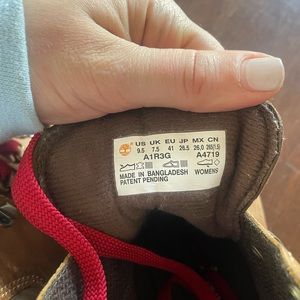 US UK EU JP MX CN
9.5 7.5 41 26.5 26.0 265(1.5)
A1R3G A4719
MADE IN BANGLADESH
PATENT PENDING WOMENS